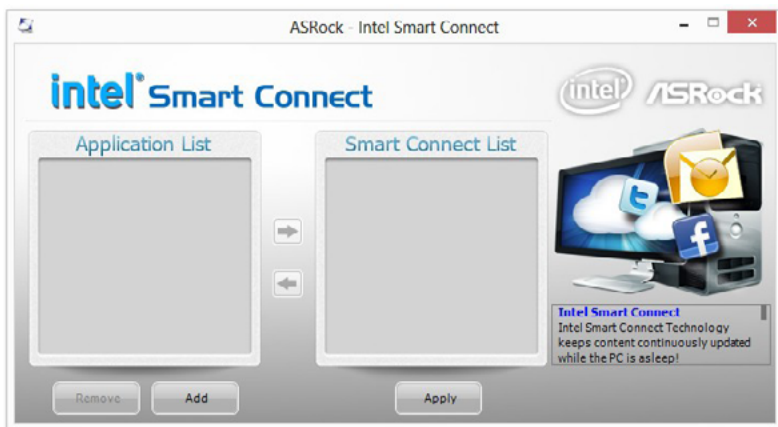 ASRock - Intel Smart Connect
intel Smart Connect
intel ASRock
Application List
Smart Connect List
Intel Smart Connect
Intel Smart Connect Technology
keeps content continuously updated
while the PC is asleep!
Remove
Add
Apply